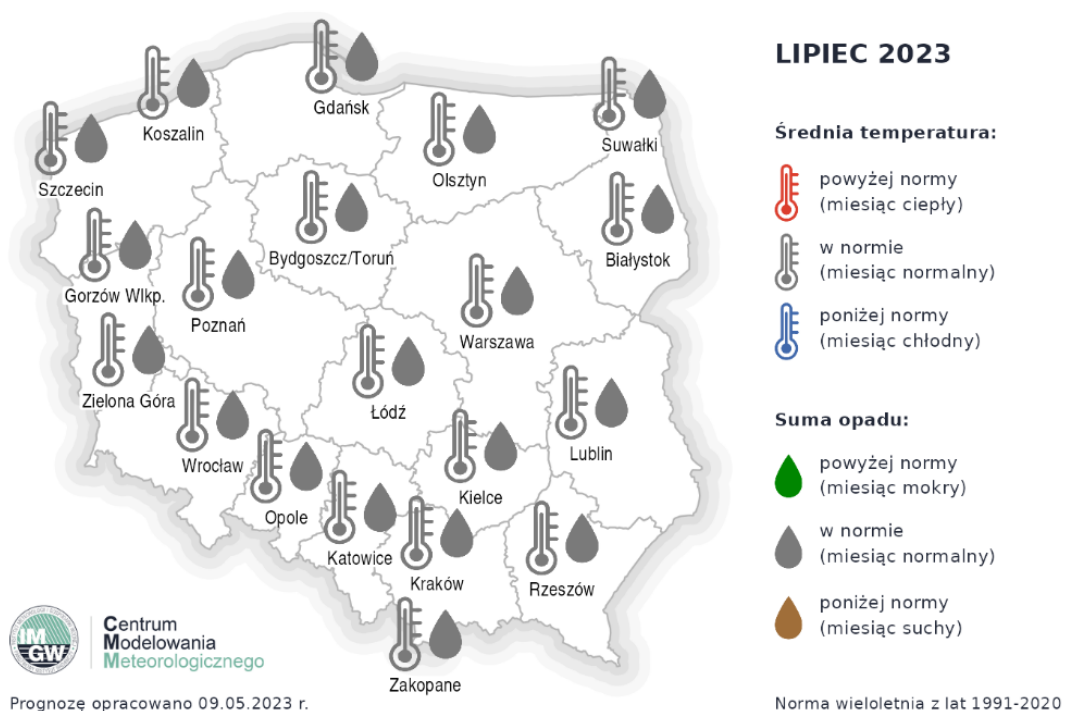 LIPIEC 2023
Gdańsk
Koszalin
Suwałki
Szczecin
Olsztyn
Bydgoszcz/Toruń
Białystok
Gorzów Wlkp.
Poznań
Warszawa
Zielona Góra
Łódź
Wrocław
Lublin
Kielce
Opole
Katowice
Kraków
Rzeszów
Zakopane
Średnia temperatura:
powyżej normy
(miesiąc ciepły)
w normie
(miesiąc normalny)
poniżej normy
(miesiąc chłodny)
Suma opadu:
powyżej normy
(miesiąc mokry)
w normie
(miesiąc normalny)
poniżej normy
(miesiąc suchy)
IM
GW
Centrum
Modelowania
Meteorologicznego
Prognozę opracowano 09.05.2023 r.
Norma wieloletnia z lat 1991-2020